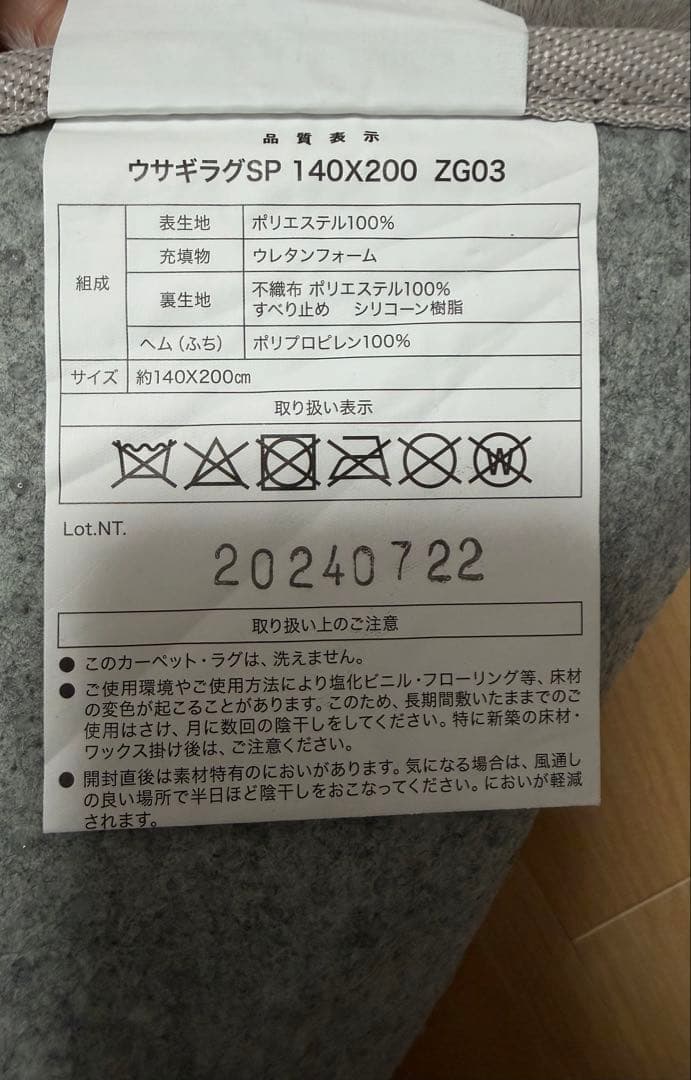 品質表示
ウサギラグSP 140X200 ZG03
組成
表生地 ポリエステル100%
充填物 ウレタンフォーム
裏生地 不織布 ポリエステル100%
すべり止め シリコーン樹脂
ヘム(ふち) ポリプロピレン100%
サイズ 約140X200㎝
取り扱い表示
W
Lot.NT.
20240722
取り扱い上のご注意
● このカーペット・ラグは、洗えません。
● ご使用環境やご使用方法により塩化ビニル・フローリング等、床材
の変色が起こることがあります。このため、長期間敷いたままでのご
使用はさけ、月に数回の陰干しをしてください。特に新築の床材・
ワックス掛け後は、ご注意ください。
● 開封直後は素材特有のにおいがあります。気になる場合は、風通し
の良い場所で半日ほど陰干しをおこなってください。においが軽減
されます。